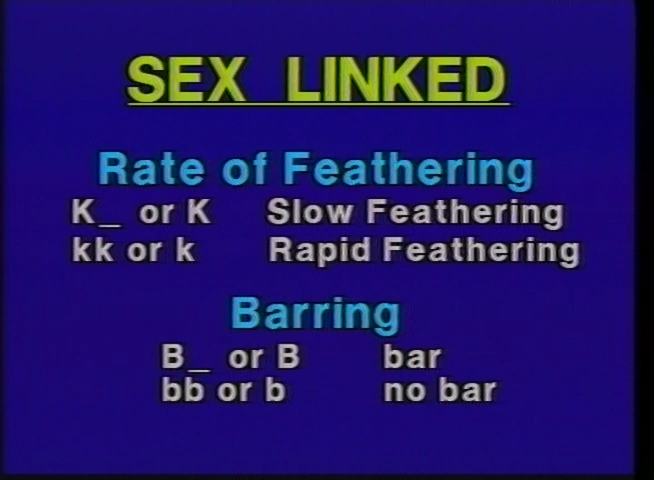 SEX LINKED
Rate of Feathering
K_ or K Slow Feathering
kk or k Rapid Feathering
Barring
B_ or B bar
bb or b no bar